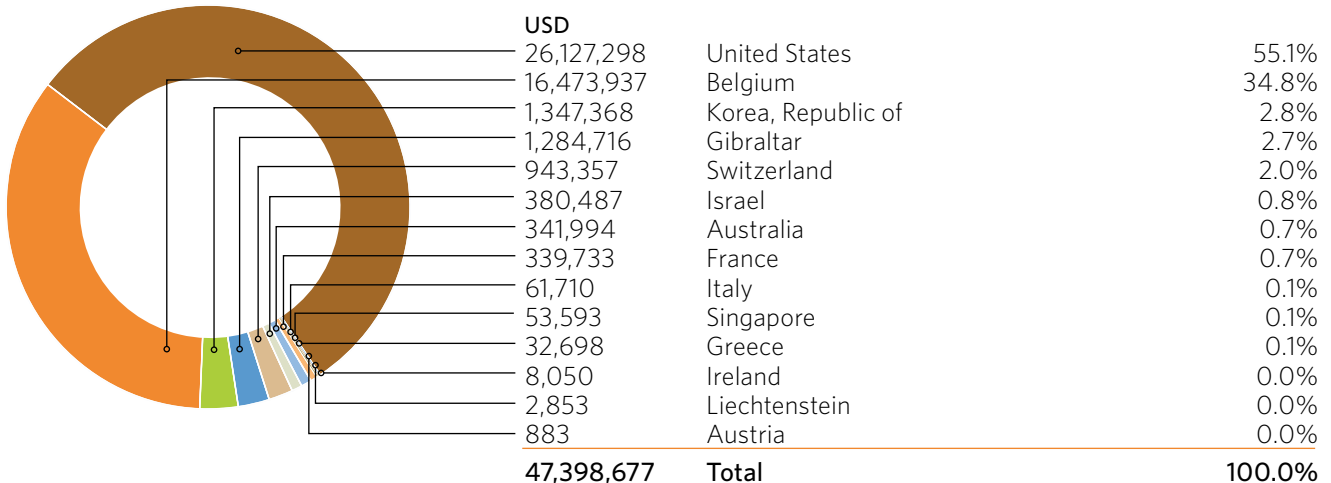 USD
26,127,298 United States 55.1%
16,473,937 Belgium 34.8%
1,347,368 Korea, Republic of 2.8%
1,284,716 Gibraltar 2.7%
943,357 Switzerland 2.0%
380,487 Israel 0.8%
341,994 Australia 0.7%
339,733 France 0.7%
61,710 Italy 0.1%
53,593 Singapore 0.1%
32,698 Greece 0.1%
8,050 Ireland 0.0%
2,853 Liechtenstein 0.0%
883 Austria 0.0%
47,398,677 Total 100.0%